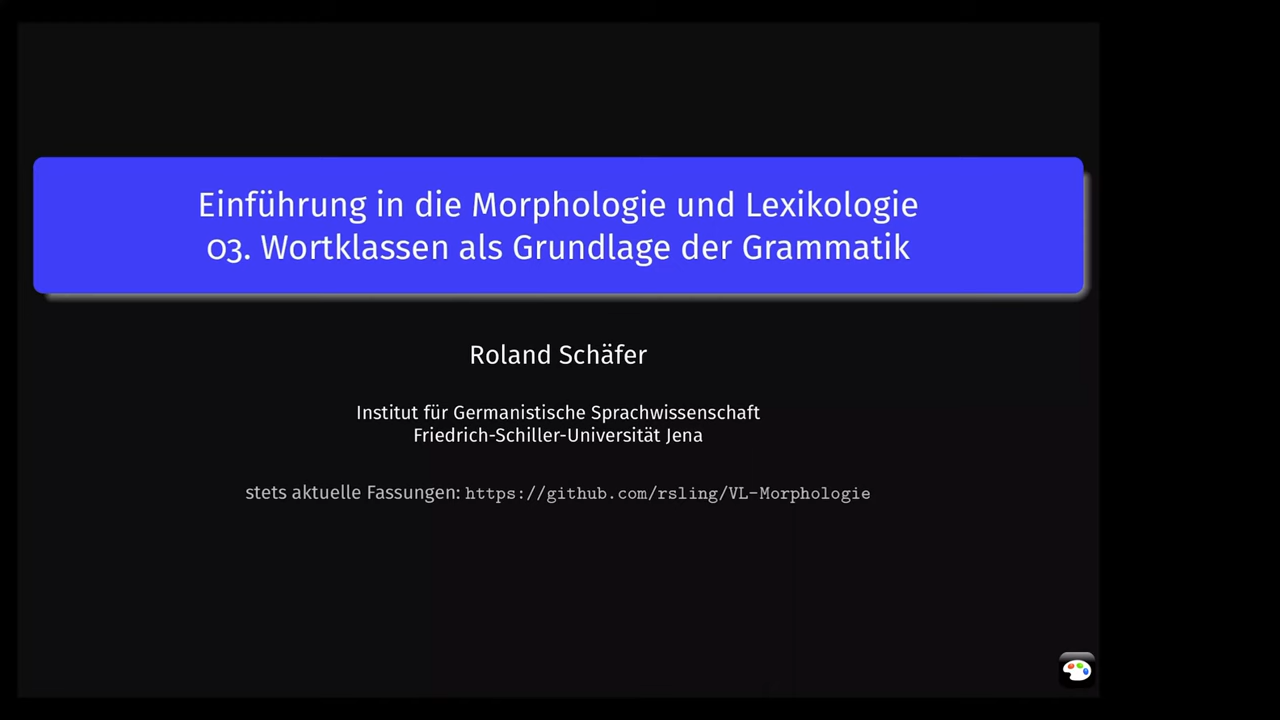 Einführung in die Morphologie und Lexikologie
03. Wortklassen als Grundlage der Grammatik
Roland Schäfer
Institut für Germanistische Sprachwissenschaft
Friedrich-Schiller-Universität Jena
stets aktuelle Fassungen: https://github.com/rsling/VL-Morphologie